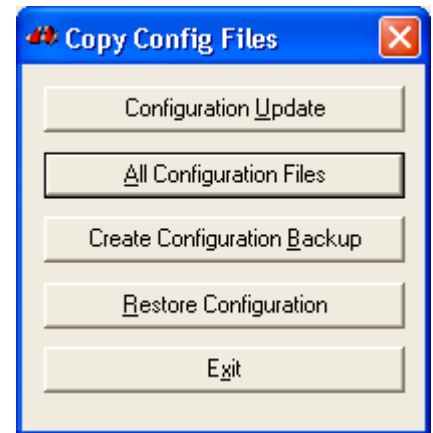 Copy Config Files
Configuration Update
All Configuration Files
Create Configuration Backup
Restore Configuration
Exit